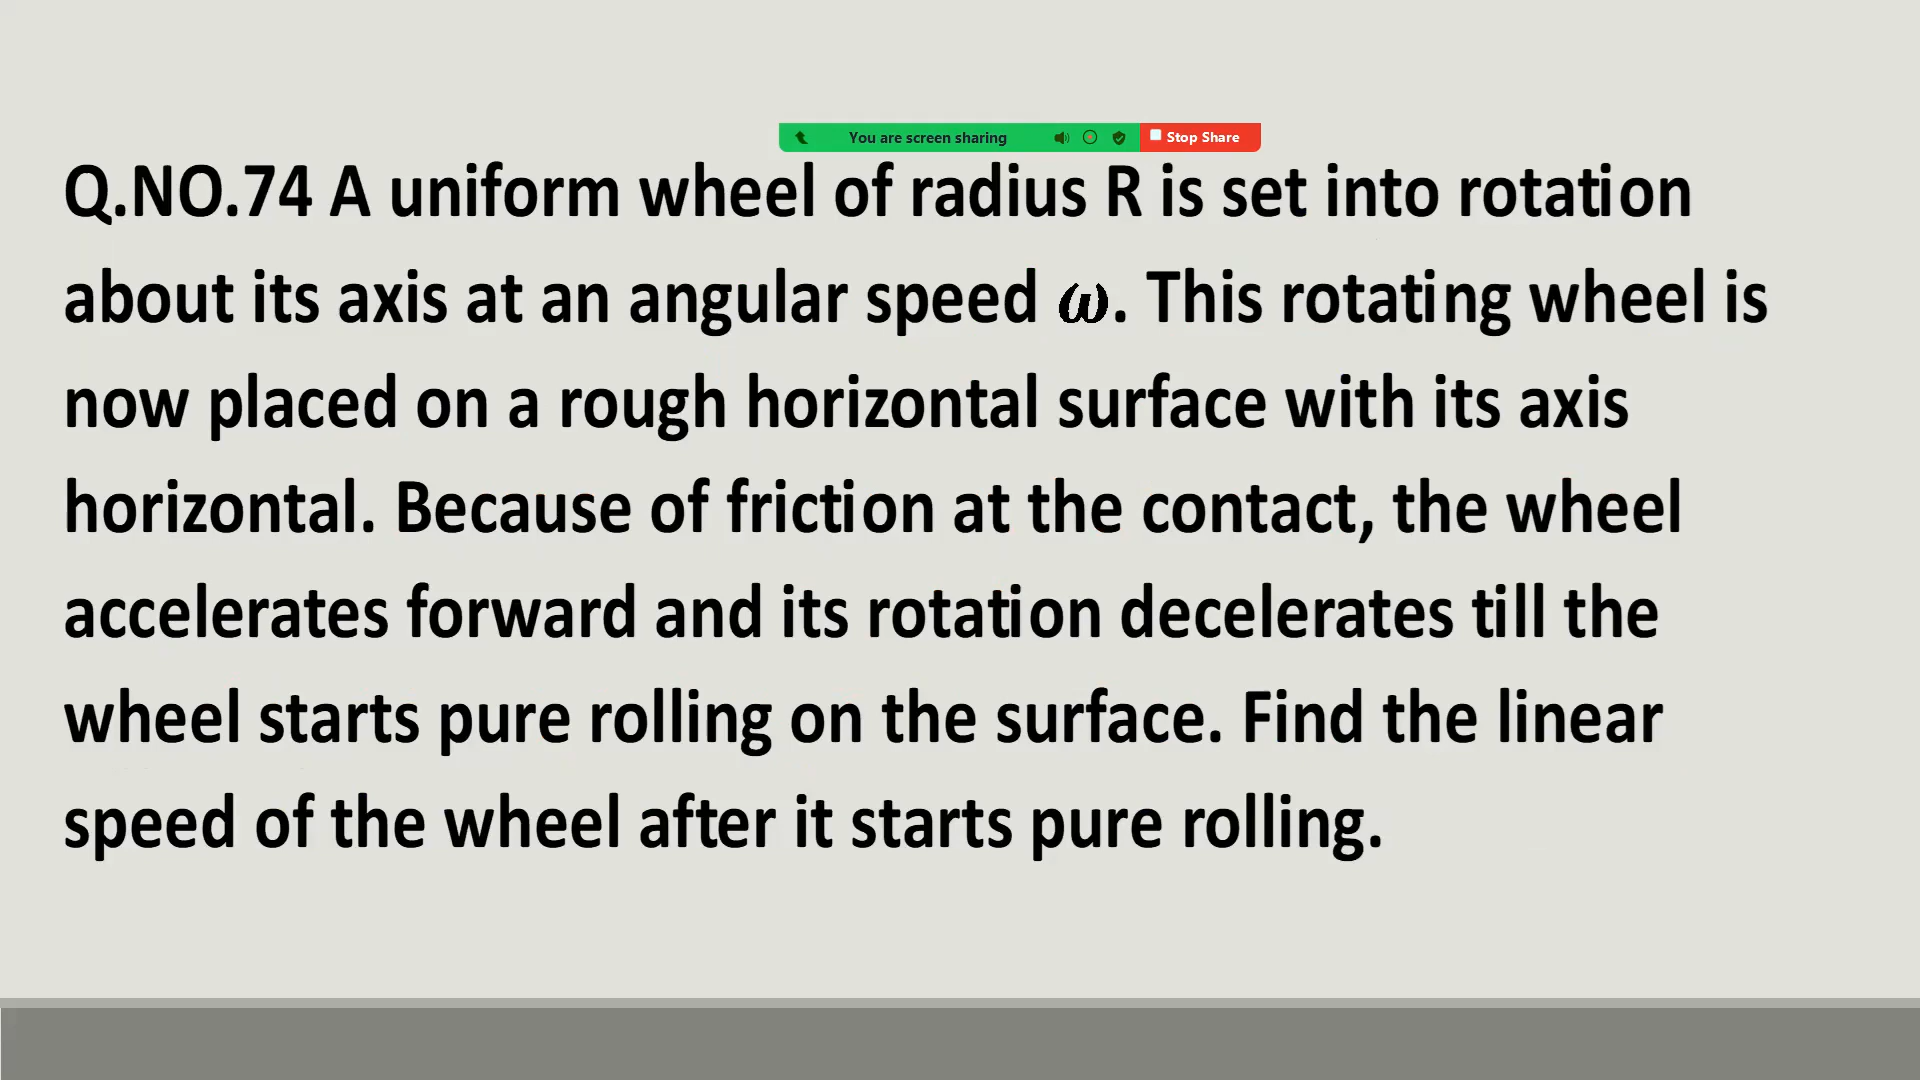 You are screen sharing
Stop Share
Q.NO.74 A uniform wheel of radius R is set into rotation
about its axis at an angular speed ω. This rotating wheel is
now placed on a rough horizontal surface with its axis
horizontal. Because of friction at the contact, the wheel
accelerates forward and its rotation decelerates till the
wheel starts pure rolling on the surface. Find the linear
speed of the wheel after it starts pure rolling.